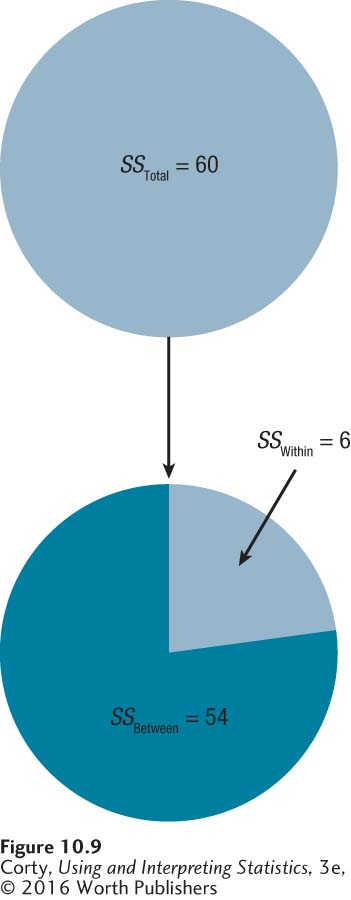 SSTotal = 60
SSWithin = 6
SSBetween = 54
Figure 10.9
Corty, Using and Interpreting Statistics, 3e,
© 2016 Worth Publishers